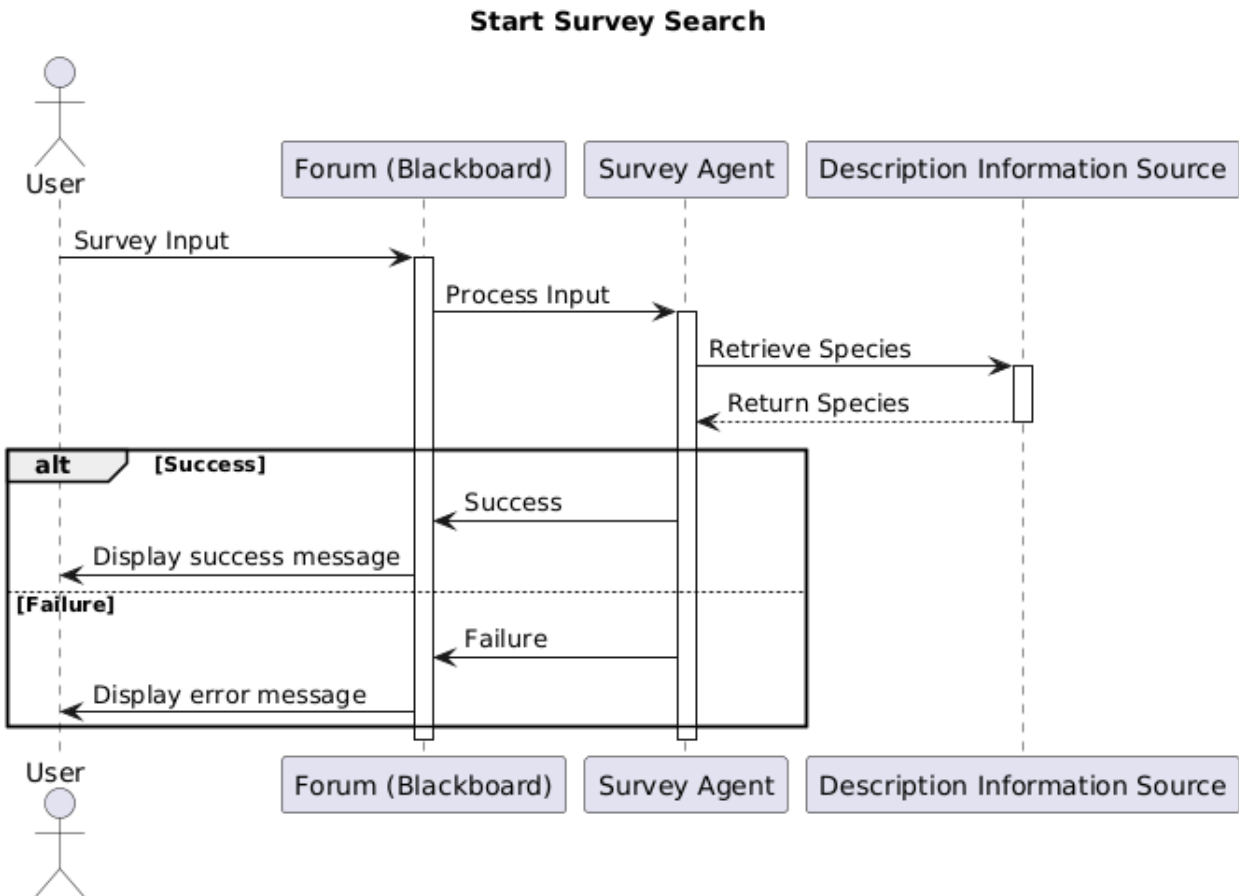 Start Survey Search
User
Forum (Blackboard)
Survey Agent
Description Information Source
Survey Input
Process Input
Retrieve Species
Return Species
alt
[Success]
Success
Display success message
[Failure]
Failure
Display error message
User
Forum (Blackboard)
Survey Agent
Description Information Source